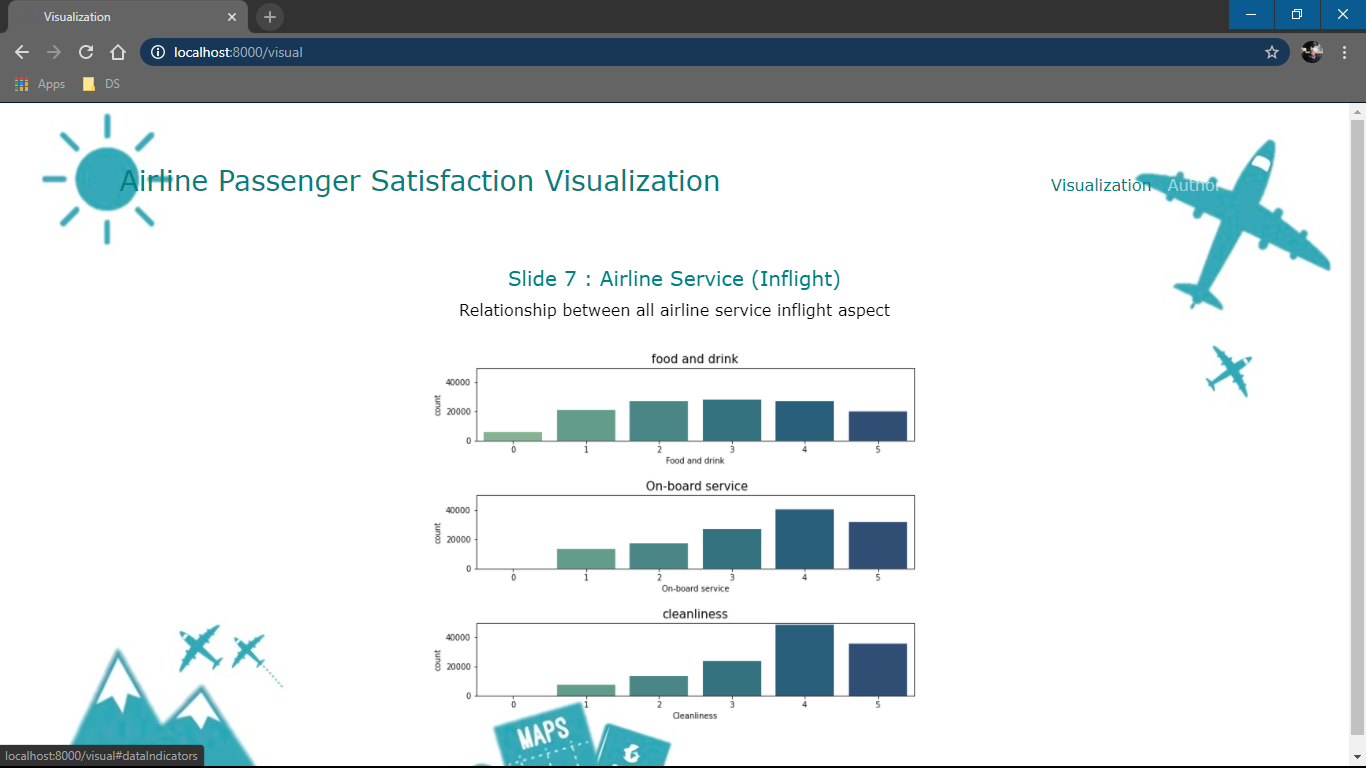 Visualization
localhost:8000/visual
Apps
DS
Airline Passenger Satisfaction Visualization
Visualization
Author
Slide 7 : Airline Service (Inflight)
Relationship between all airline service inflight aspect
food and drink
40000
20000
0
count
0 1 2 3 4 5
Food and drink
On-board service
40000
20000
0
count
0 1 2 3 4 5
On-board service
cleanliness
40000
20000
0
count
0 1 2 3 4 5
Cleanliness
MAPS
localhost:8000/visual#dataIndicators